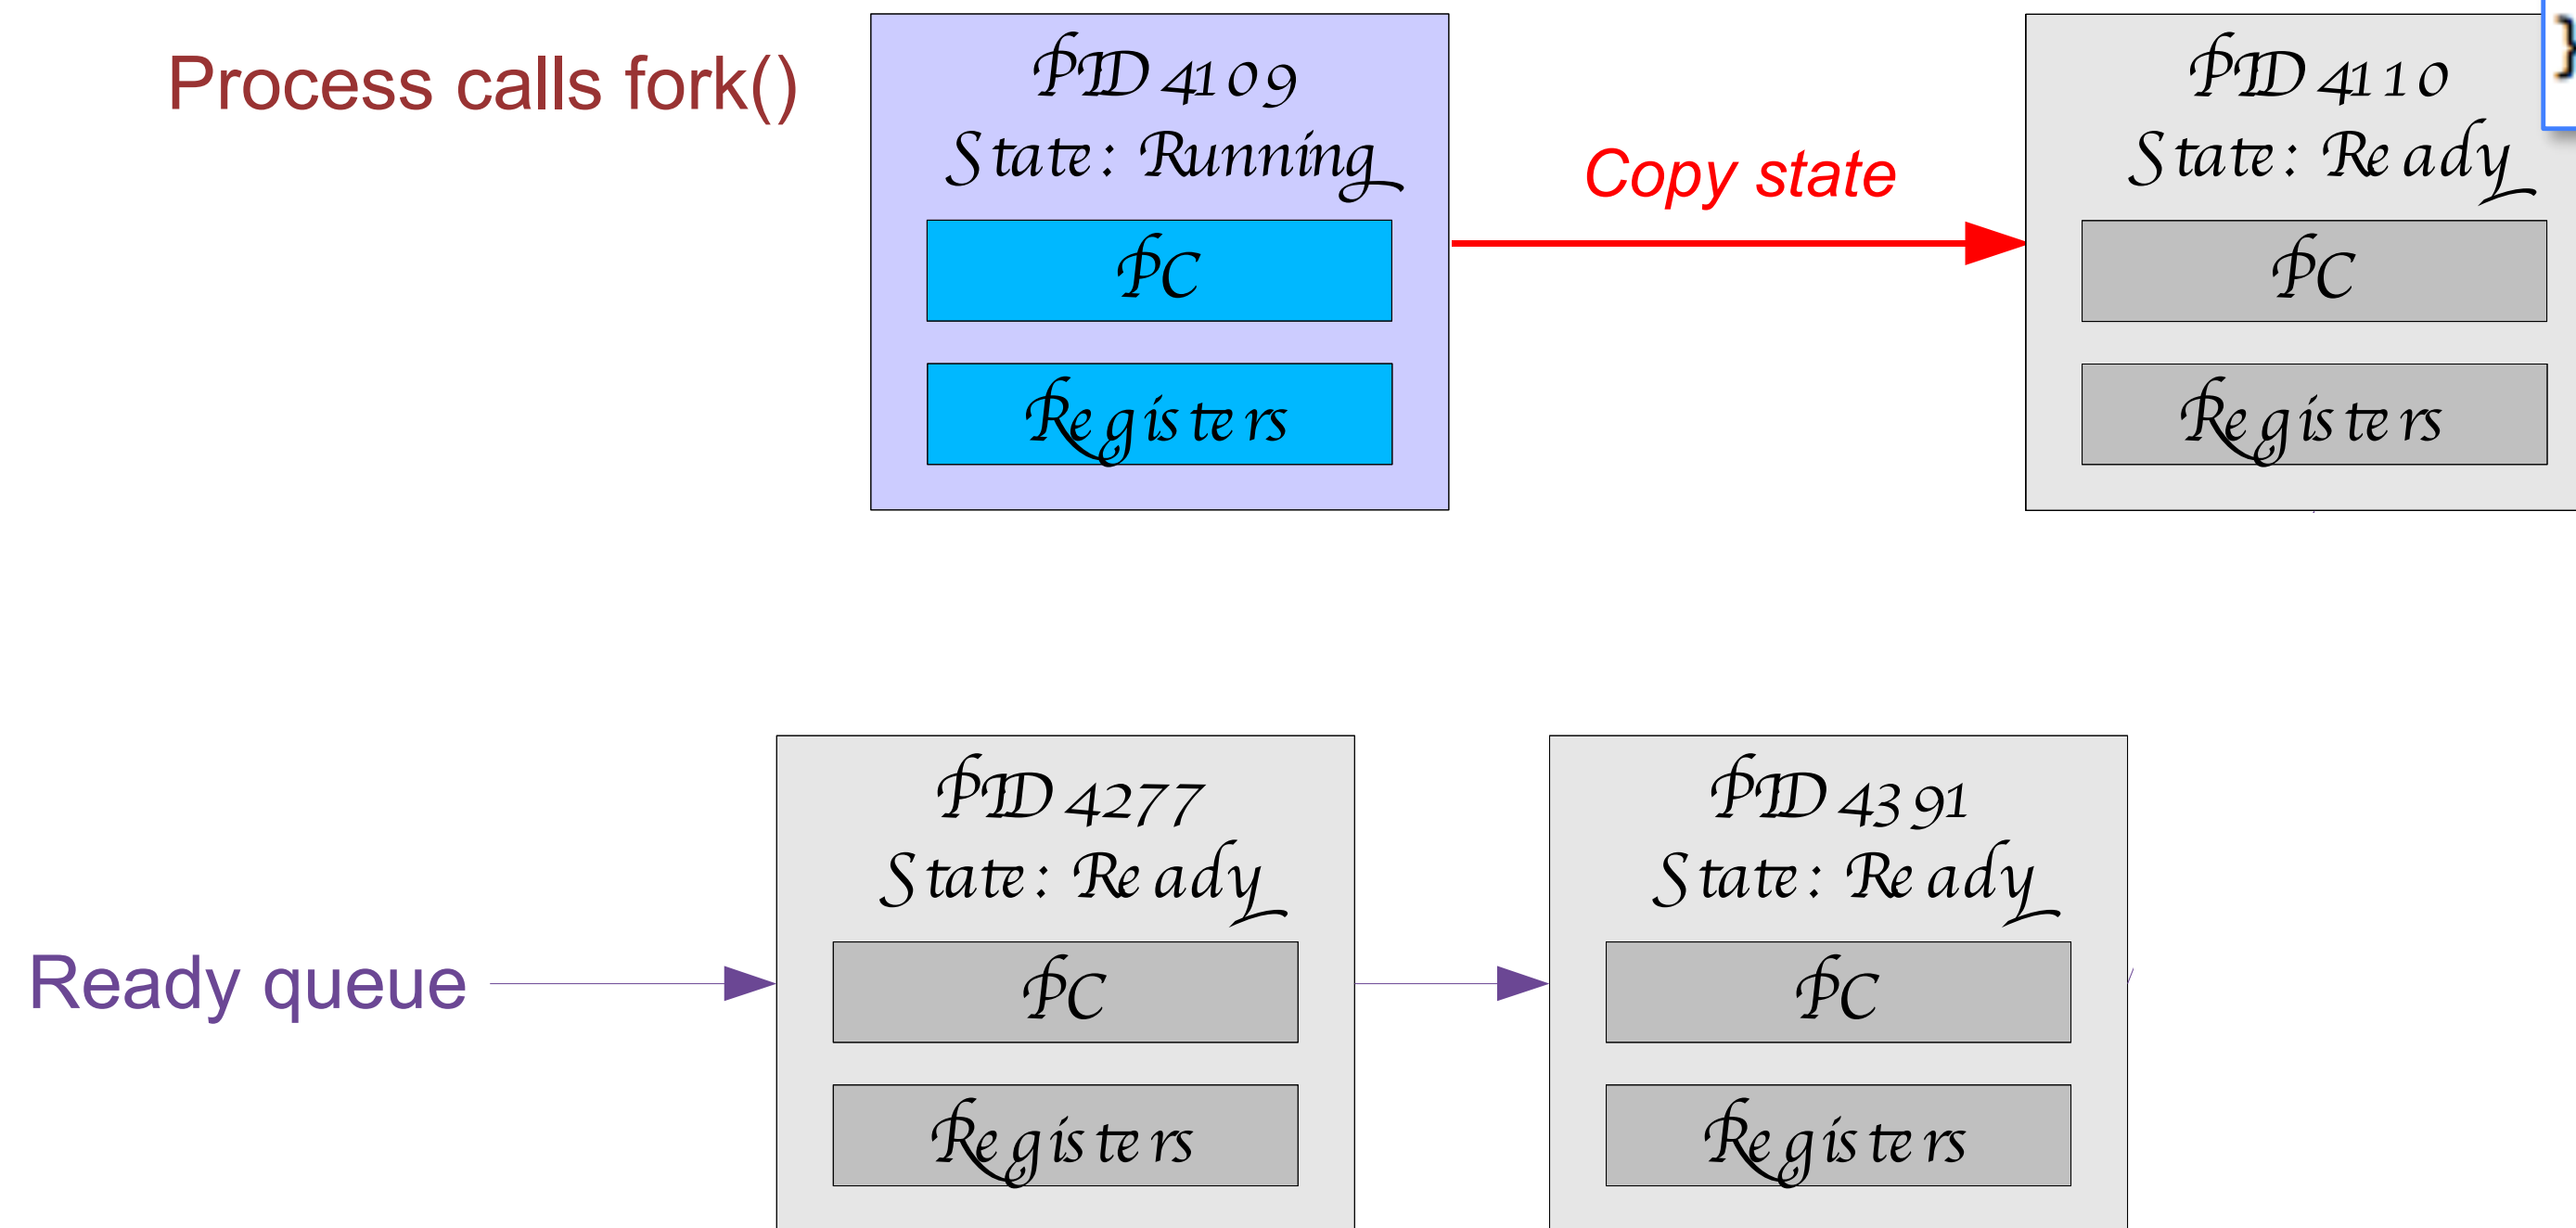 Process calls fork()
PID 4109
State: Running
PC
Registers
Copy state
PID 4110
State: Ready
PC
Registers
}
Ready queue
PID 4277
State: Ready
PC
Registers
PID 4391
State: Ready
PC
Registers